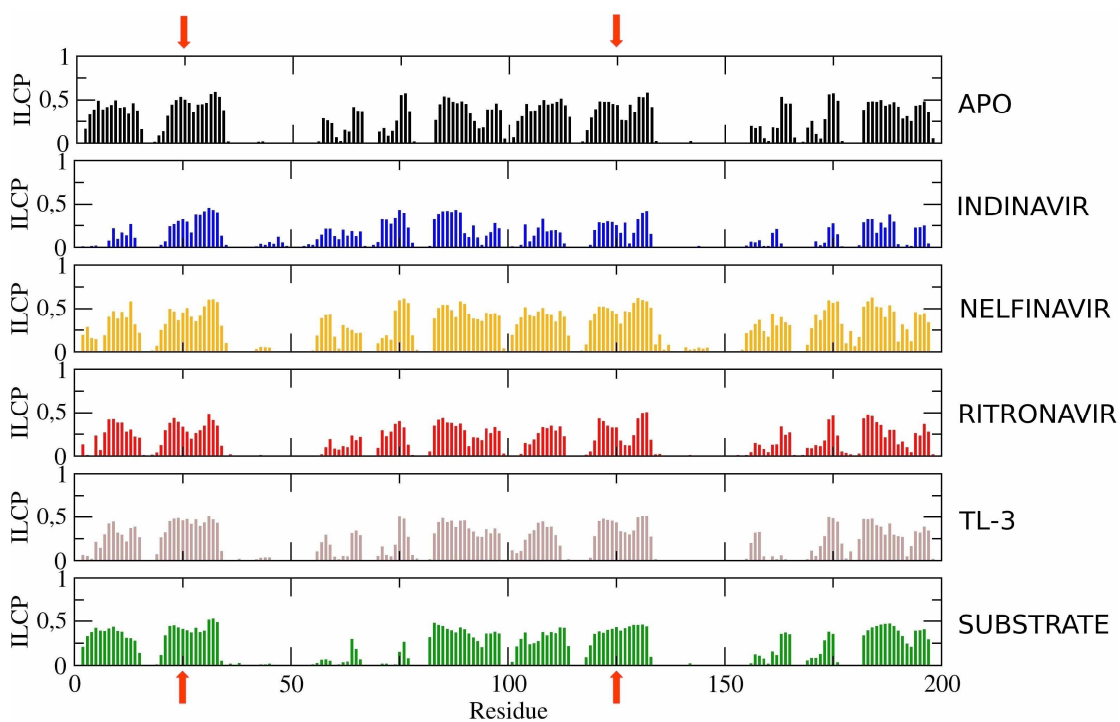 1
0,5
0
ILCP
APO
1
0,5
0
ILCP
INDINAVIR
1
0,5
0
ILCP
NELFINAVIR
1
0,5
0
ILCP
RITRONAVIR
1
0,5
0
ILCP
TL-3
1
0,5
0
ILCP
SUBSTRATE
0 50 100 150 200
Residue